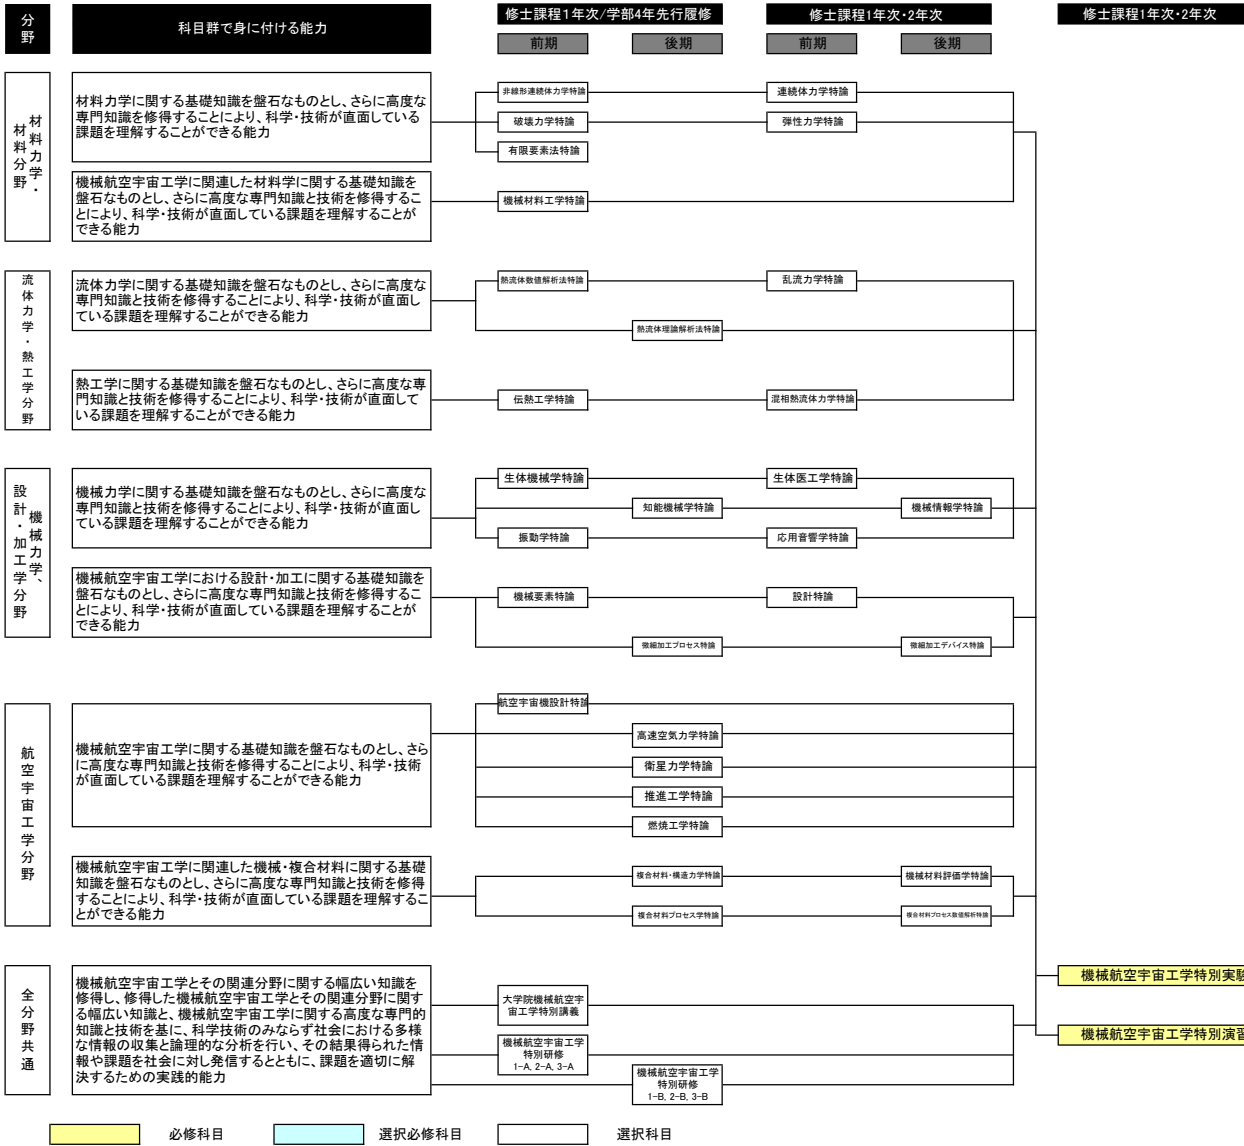 分野
科目群で身に付ける能力
修士課程1年次/学部4年先行履修
修士課程1年次・2年次
修士課程1年次・2年次
前期
後期
前期
後期
材料力学・
材料分野
材料力学に関する基礎知識を盤石なものとし、さらに高度な
専門知識を修得することにより、科学・技術が直面している
課題を理解することができる能力
非線形連続体力学特論
連続体力学特論
破壊力学特論
弾性力学特論
有限要素法特論
機械航空宇宙工学に関連した材料学に関する基礎知識を
盤石なものとし、さらに高度な専門知識と技術を修得するこ
とにより、科学・技術が直面している課題を理解することが
できる能力
機械材料工学特論
流体力学・熱工学分野
流体力学に関する基礎知識を盤石なものとし、さらに高度な
専門知識と技術を修得することにより、科学・技術が直面し
ている課題を理解することができる能力
熱流体数値解析法特論
乱流力学特論
熱流体理論解析法特論
熱工学に関する基礎知識を盤石なものとし、さらに高度な専
門知識と技術を修得することにより、科学・技術が直面して
いる課題を理解することができる能力
伝熱工学特論
混相熱流体力学特論
機械力学、
設計・加工学分野
機械力学に関する基礎知識を盤石なものとし、さらに高度な
専門知識と技術を修得することにより、科学・技術が直面し
ている課題を理解することができる能力
生体機械学特論
生体医工学特論
知能機械学特論
機械情報学特論
振動学特論
応用音響学特論
機械航空宇宙工学における設計・加工に関する基礎知識を
盤石なものとし、さらに高度な専門知識と技術を修得するこ
とにより、科学・技術が直面している課題を理解することが
できる能力
機械要素特論
設計特論
微細加工プロセス特論
微細加工デバイス特論
航空宇宙工学分野
機械航空宇宙工学に関する基礎知識を盤石なものとし、さら
に高度な専門知識と技術を修得することにより、科学・技術
が直面している課題を理解することができる能力
航空宇宙機設計特論
高速空気力学特論
衛星力学特論
推進工学特論
燃焼工学特論
機械航空宇宙工学に関連した機械・複合材料に関する基礎
知識を盤石なものとし、さらに高度な専門知識と技術を修得
することにより、科学・技術が直面している課題を理解するこ
とができる能力
複合材料・構造力学特論
機械材料評価学特論
複合材料プロセス学特論
複合材料プロセス数値解析特論
全分野共通
機械航空宇宙工学とその関連分野に関する幅広い知識を
修得し、修得した機械航空宇宙工学とその関連分野に関す
る幅広い知識と、機械航空宇宙工学に関する高度な専門的
知識と技術を基に、科学技術のみならず社会における多様
な情報の収集と論理的な分析を行い、その結果得られた情
報や課題を社会に対し発信するとともに、課題を適切に解
決するための実践的能力
大学院機械航空宇
宙工学特別講義
機械航空宇宙工学
特別研修
1-A, 2-A, 3-A
機械航空宇宙工学
特別研修
1-B, 2-B, 3-B
機械航空宇宙工学特別実験
機械航空宇宙工学特別演習
必修科目
選択必修科目
選択科目